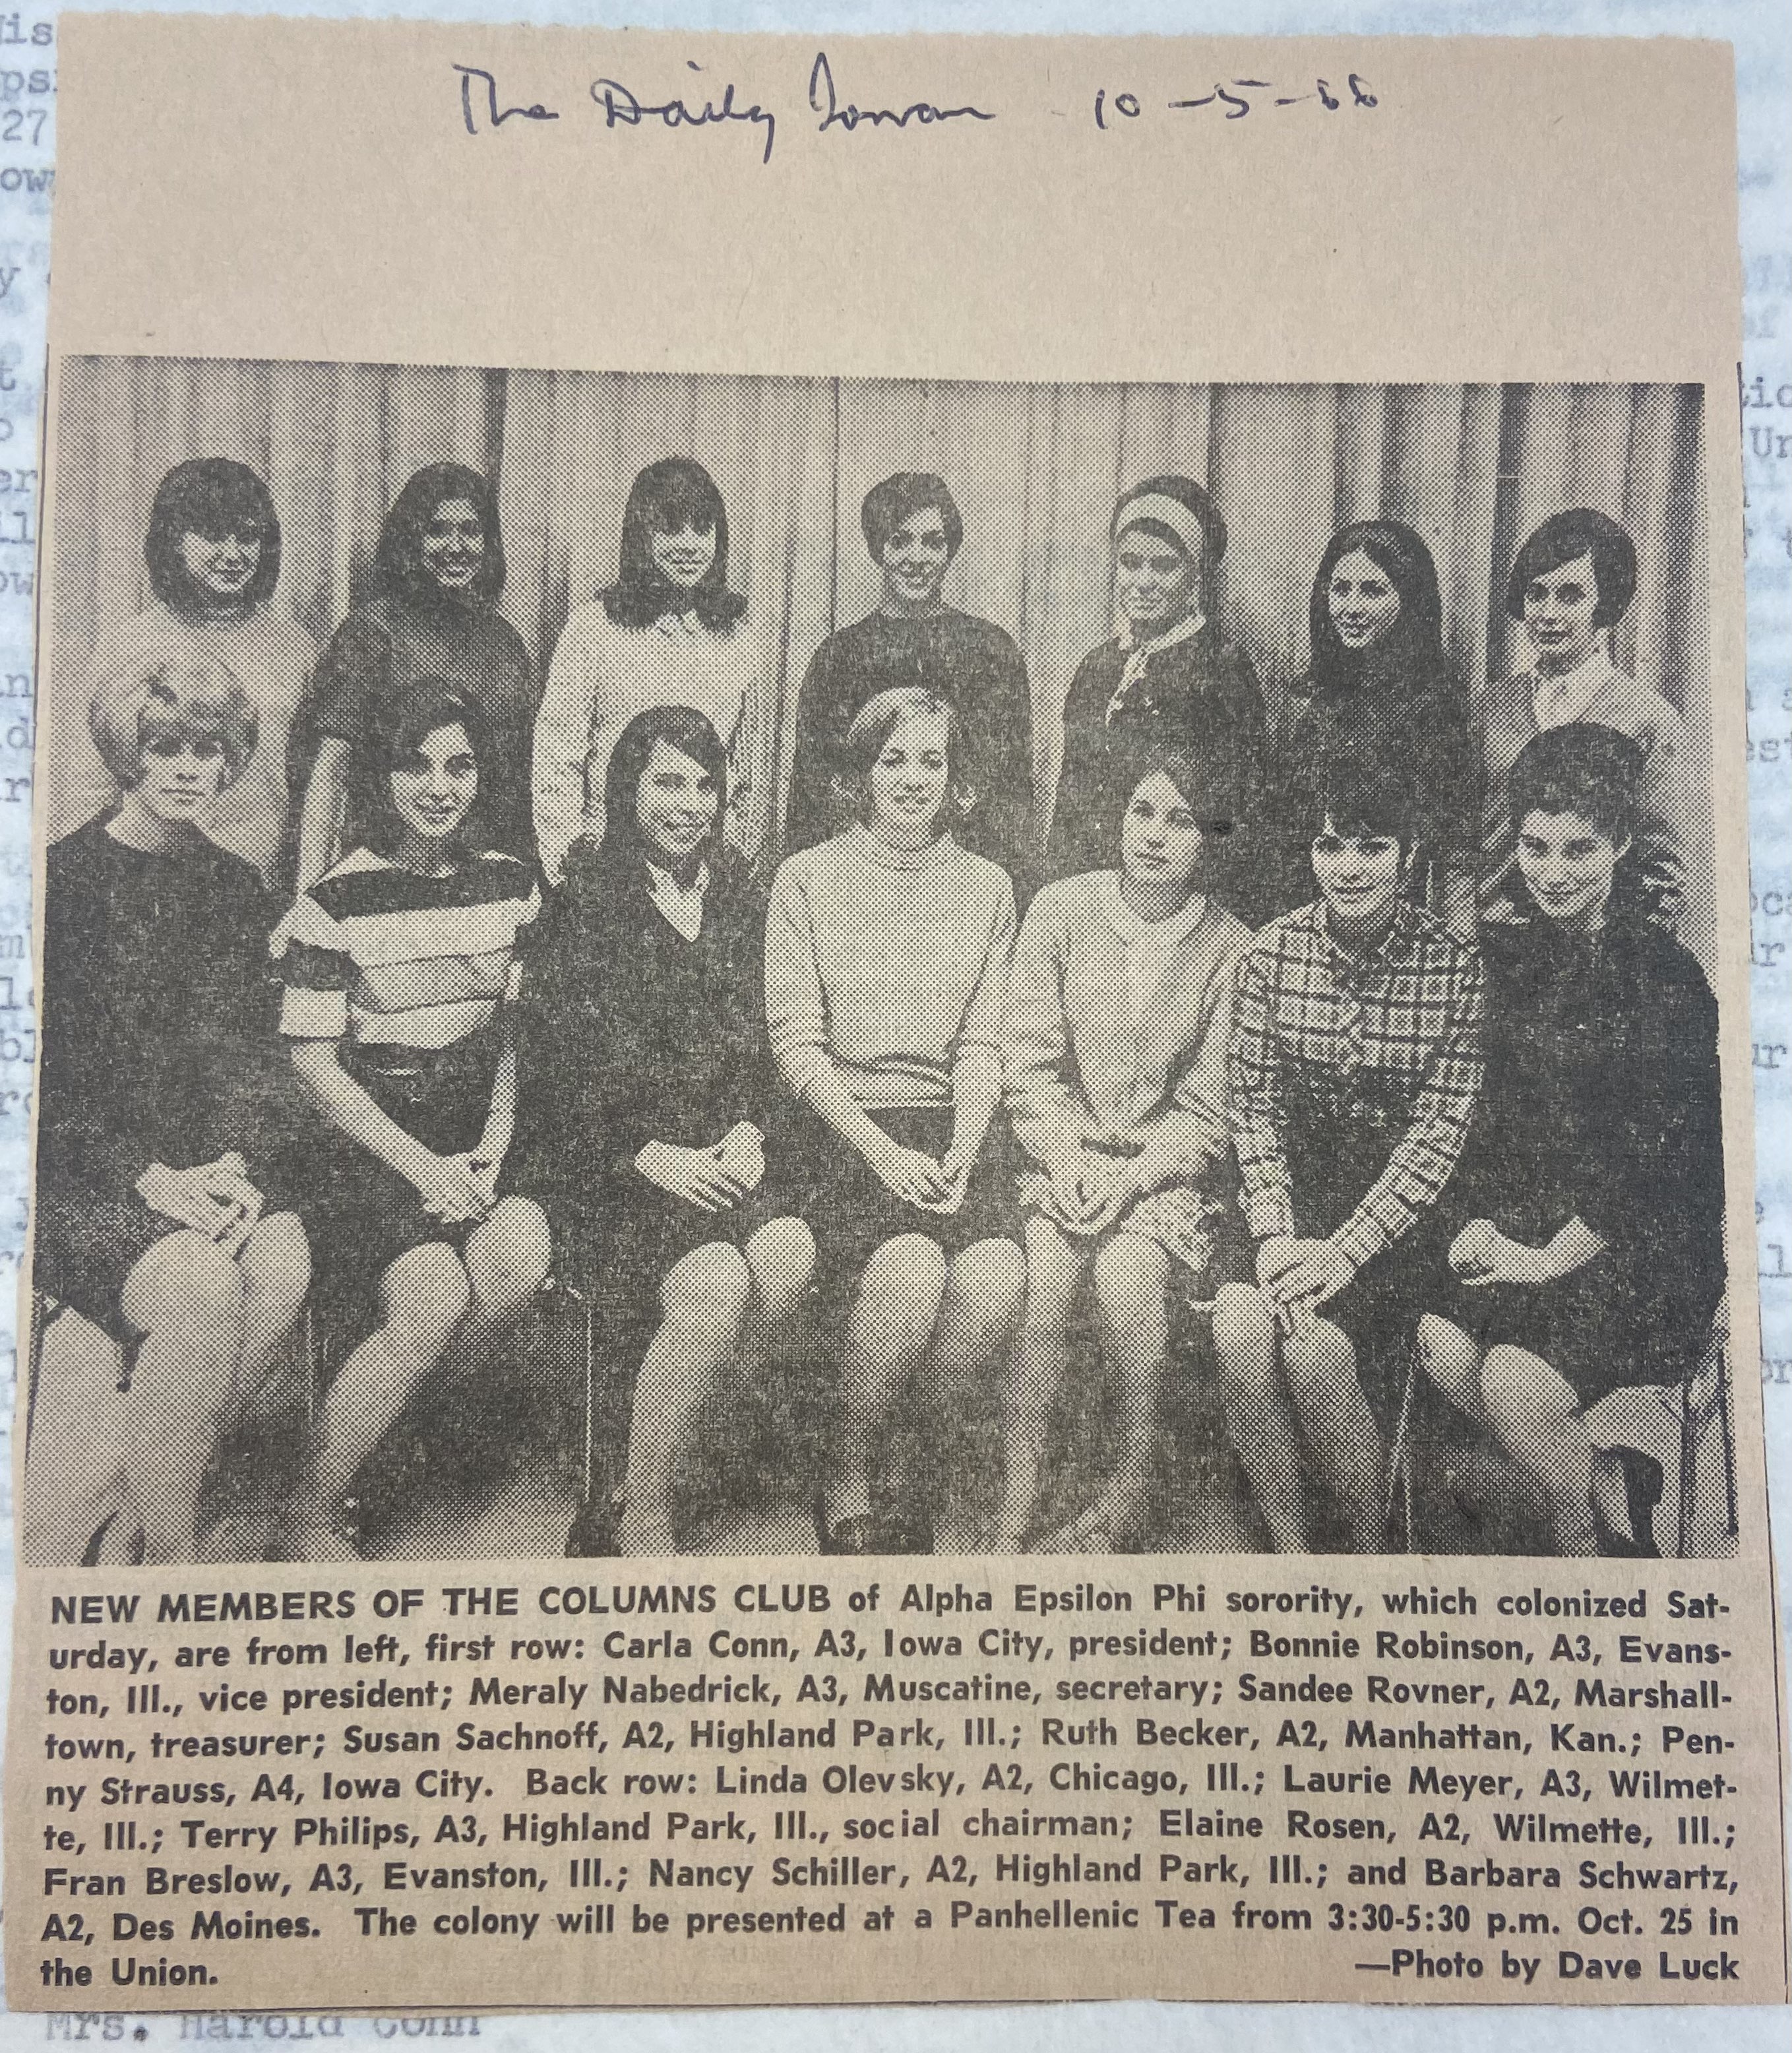 The Daily Iowan 10-5-66
NEW MEMBERS OF THE COLUMNS CLUB of Alpha Epsilon Phi sorority, which colonized Sat-
urday, are from left, first row: Carla Conn, A3, Iowa City, president; Bonnie Robinson, A3, Evans-
ton, Ill., vice president; Meraly Nabedrick, A3, Muscatine, secretary; Sandee Rovner, A2, Marshall-
town, treasurer; Susan Sachnoff, A2, Highland Park, Ill.; Ruth Becker, A2, Manhattan, Kan.; Pen-
ny Strauss, A4, Iowa City. Back row: Linda Olevsky, A2, Chicago, Ill.; Laurie Meyer, A3, Wilmet-
te, Ill.; Terry Philips, A3, Highland Park, Ill., social chairman; Elaine Rosen, A2, Wilmette, Ill.;
Fran Breslow, A3, Evanston, Ill.; Nancy Schiller, A2, Highland Park, Ill.; and Barbara Schwartz,
A2, Des Moines. The colony will be presented at a Panhellenic Tea from 3:30-5:30 p.m. Oct. 25 in
the Union. —Photo by Dave Luck
Mrs. Harold Conn